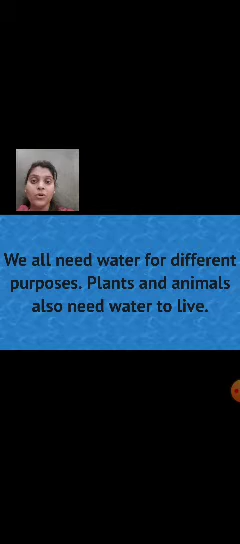 We all need water for different
purposes. Plants and animals
also need water to live.